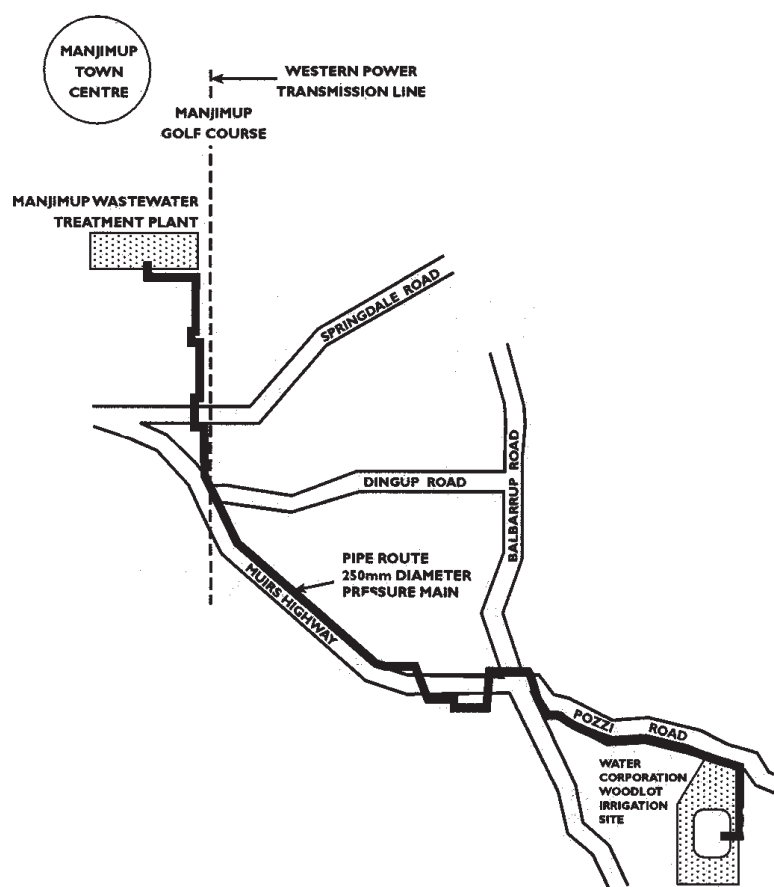 MANJIMUP
TOWN
CENTRE
WESTERN POWER
TRANSMISSION LINE
MANJIMUP
GOLF COURSE
MANJIMUP WASTEWATER
TREATMENT PLANT
SPRINGDALE ROAD
DINGUP ROAD
BALBARRUP ROAD
PIPE ROUTE
250mm DIAMETER
PRESSURE MAIN
MUIRS HIGHWAY
POZZI ROAD
WATER
CORPORATION
WOODLOT
IRRIGATION
SITE